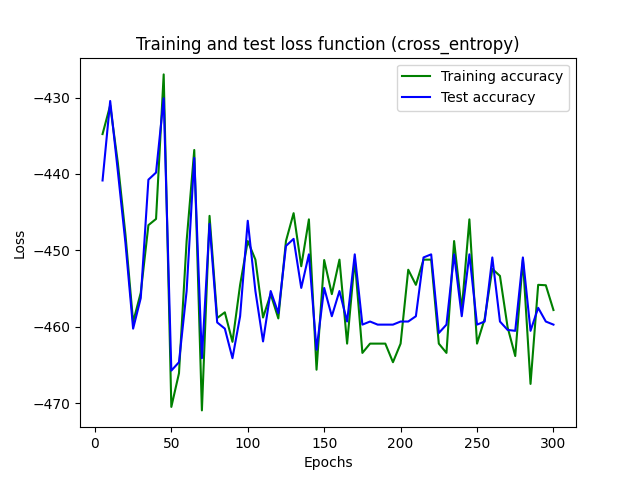 Training and test loss function (cross_entropy)
Training accuracy
Test accuracy
−430
−440
−450
−460
−470
Loss
0
50
100
150
200
250
300
Epochs